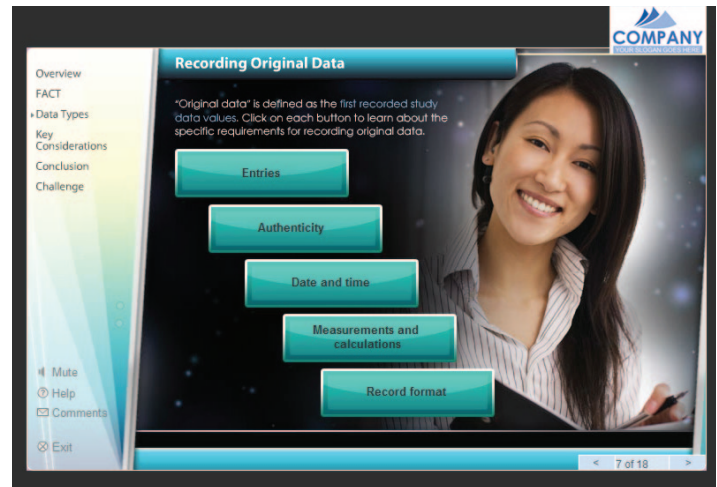 COMPANY
YOUR SLOGAN GOES HERE
Recording Original Data
Overview
FACT
Data Types
Key
Considerations
Conclusion
Challenge
"Original data" is defined as the first recorded study
data values. Click on each button to learn about the
specific requirements for recording original data.
Entries
Authenticity
Date and time
Measurements and
calculations
Record format
Mute
Help
Comments
Exit
< 7 of 18 >